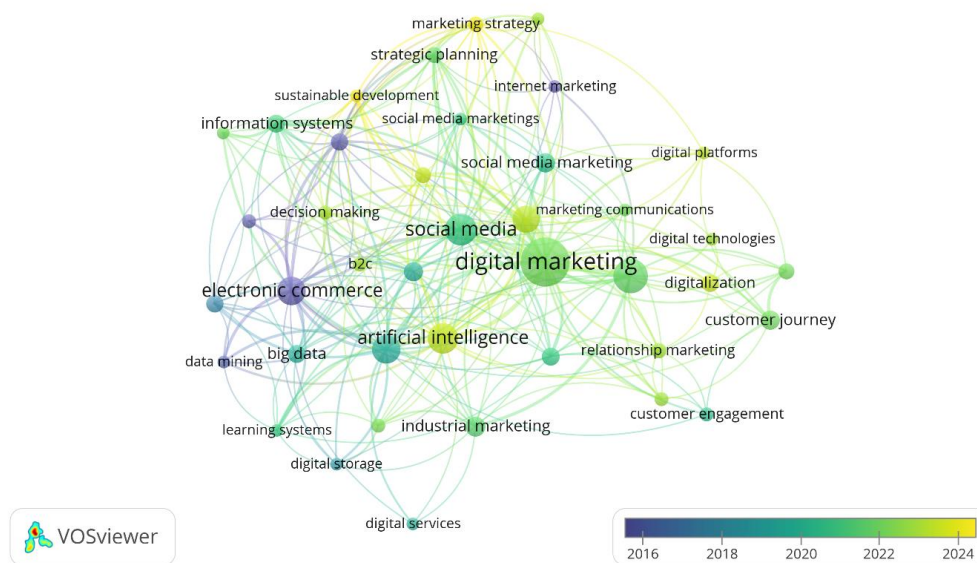 marketing strategy
strategic planning
internet marketing
sustainable development
information systems
social media marketings
social media marketing
digital platforms
decision making
marketing communications
social media
digital technologies
digital marketing
b2c
electronic commerce
digitalization
customer journey
artificial intelligence
big data
relationship marketing
data mining
customer engagement
learning systems
industrial marketing
digital storage
digital services
VOSviewer
2016 2018 2020 2022 2024